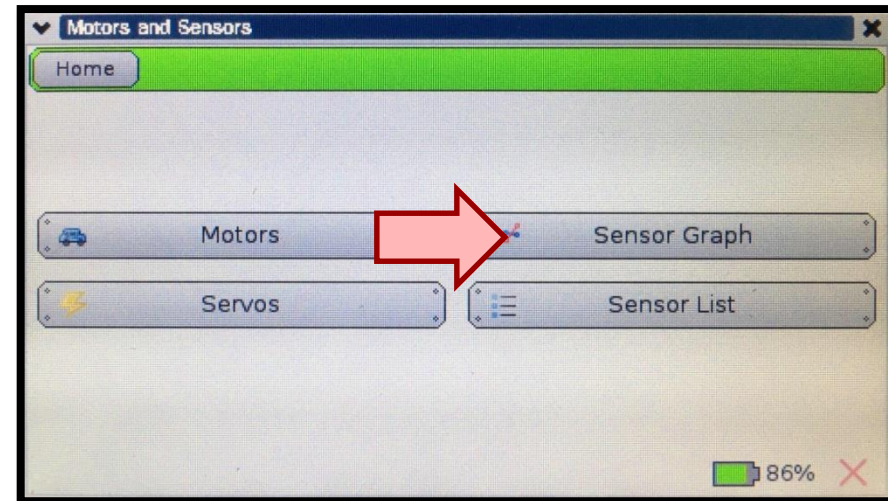 Motors and Sensors
Home
Motors
Sensor Graph
Servos
Sensor List
86%